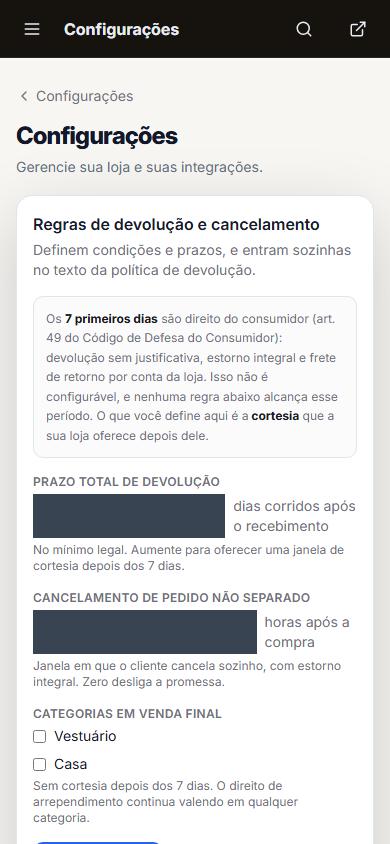 Configurações
Configurações
Configurações
Gerencie sua loja e suas integrações.
Regras de devolução e cancelamento
Definem condições e prazos, e entram sozinhas
no texto da política de devolução.
Os 7 primeiros dias são direito do consumidor (art.
49 do Código de Defesa do Consumidor):
devolução sem justificativa, estorno integral e frete
de retorno por conta da loja. Isso não é
configurável, e nenhuma regra abaixo alcança esse
período. O que você define aqui é a cortesia que a
sua loja oferece depois dele.
PRAZO TOTAL DE DEVOLUÇÃO
dias corridos após
o recebimento
No mínimo legal. Aumente para oferecer uma janela de
cortesia depois dos 7 dias.
CANCELAMENTO DE PEDIDO NÃO SEPARADO
horas após a
compra
Janela em que o cliente cancela sozinho, com estorno
integral. Zero desliga a promessa.
CATEGORIAS EM VENDA FINAL
Vestuário
Casa
Sem cortesia depois dos 7 dias. O direito de
arrependimento continua valendo em qualquer
categoria.